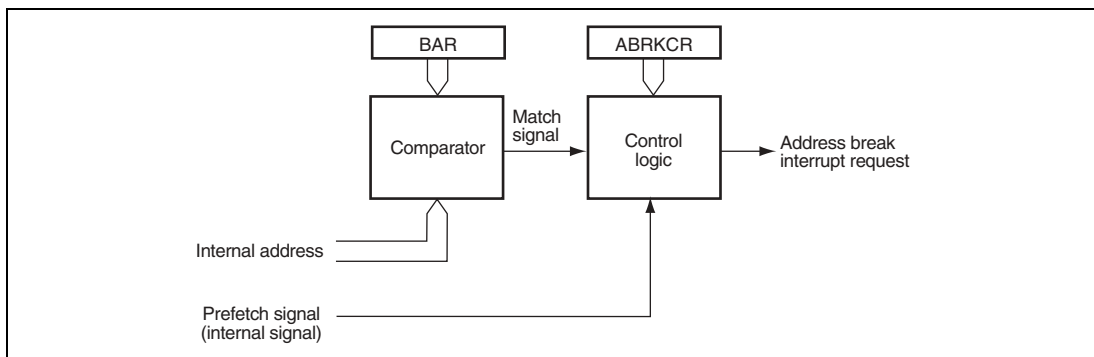 BAR
ABRKCR
Comparator
Match
signal
Control
logic
Address break
interrupt request
Internal address
Prefetch signal
(internal signal)